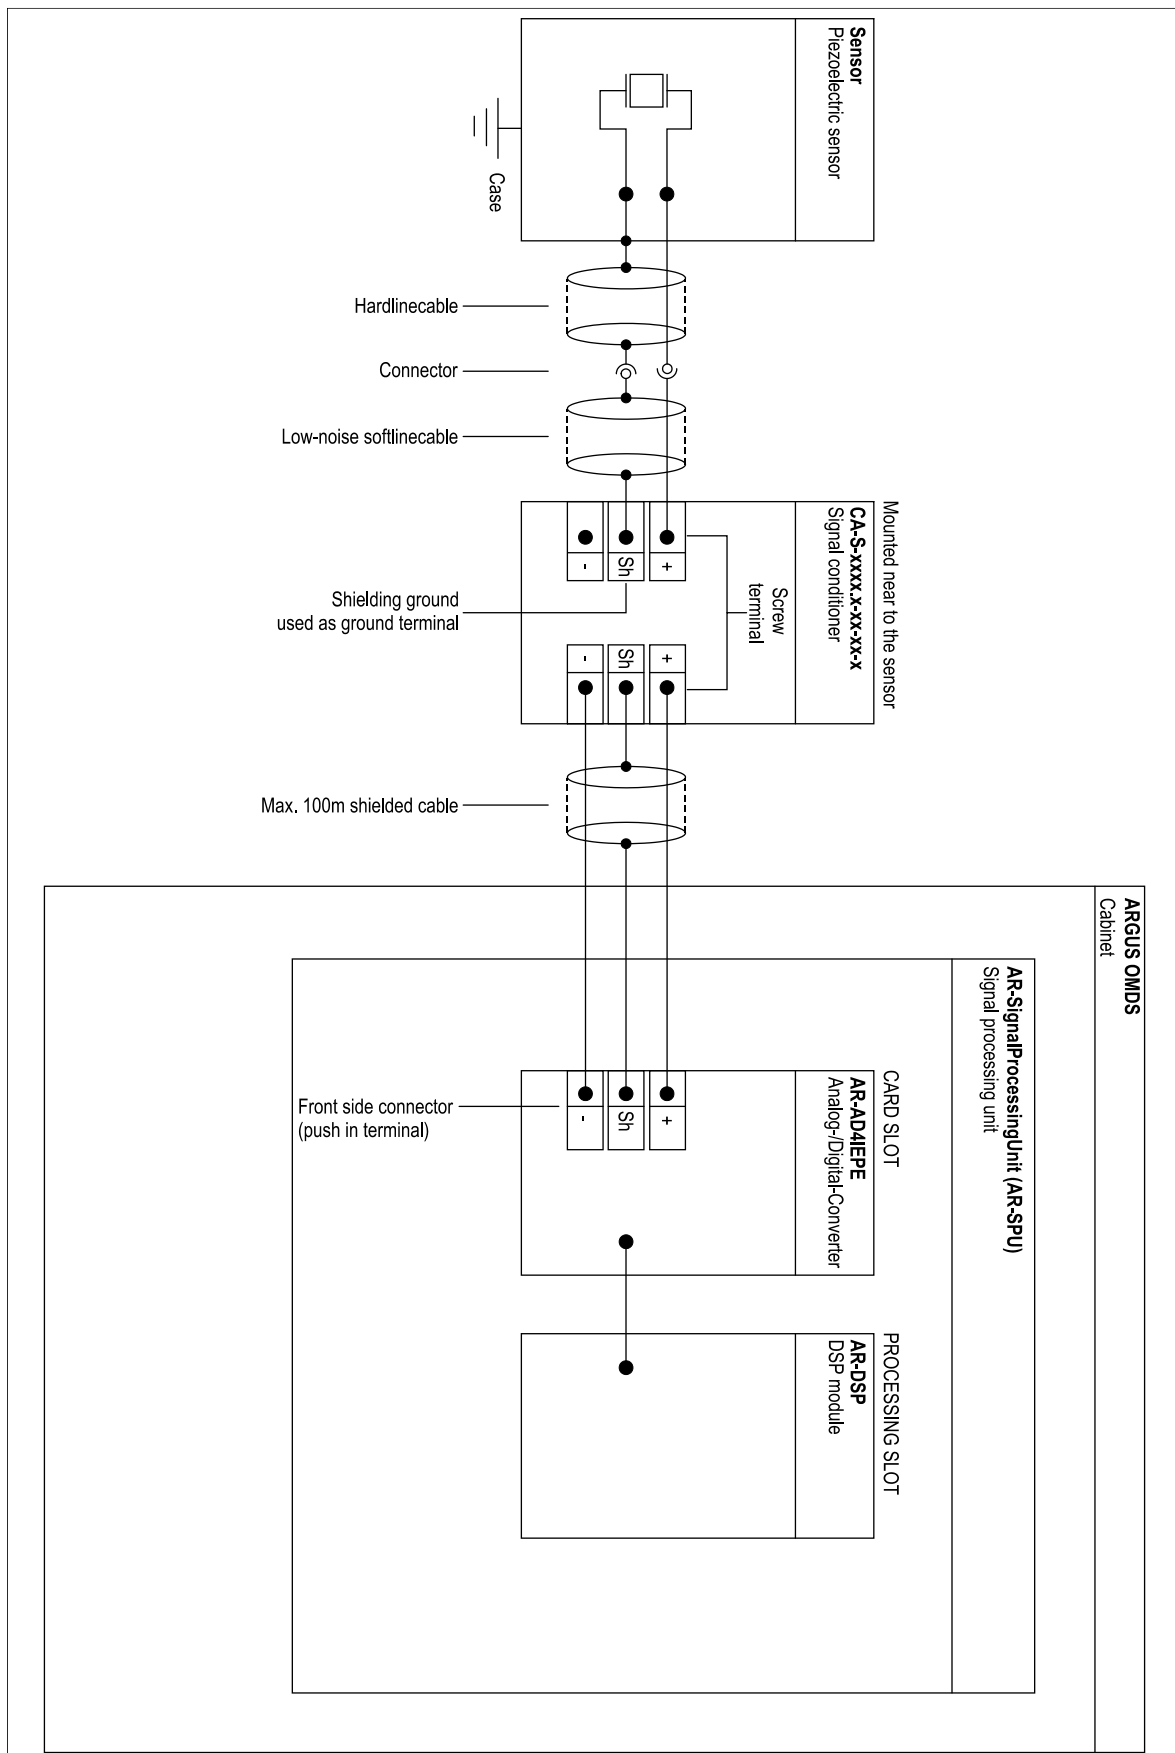 Sensor
Piezoelectric sensor
Case
Hardlinecable
Connector
Low-noise softlinecable
Mounted near to the sensor
CA-S-xxxx.x-xx-xx-x
Signal conditioner
+
Sh
-
Screw
terminal
Shielding ground
used as ground terminal
+
Sh
-
Max. 100m shielded cable
ARGUS OMDS
Cabinet
AR-SignalProcessingUnit (AR-SPU)
Signal processing unit
CARD SLOT
AR-AD4IEPE
Analog-/Digital-Converter
+
Sh
-
Front side connector
(push in terminal)
PROCESSING SLOT
AR-DSP
DSP module